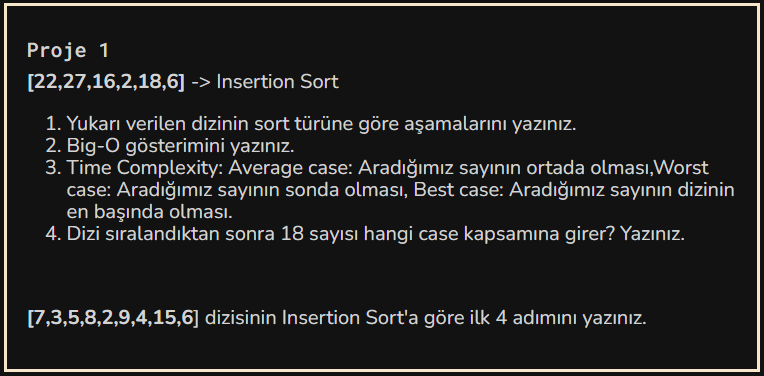 Proje 1
[22,27,16,2,18,6] -> Insertion Sort
1. Yukarı verilen dizinin sort türüne göre aşamalarını yazınız.
2. Big-O gösterimini yazınız.
3. Time Complexity: Average case: Aradığımız sayının ortada olması,Worst
case: Aradığımız sayının sonda olması, Best case: Aradığımız sayının dizinin
en başında olması.
4. Dizi sıralandıktan sonra 18 sayısı hangi case kapsamına girer? Yazınız.
[7,3,5,8,2,9,4,15,6] dizisinin Insertion Sort'a göre ilk 4 adımını yazınız.